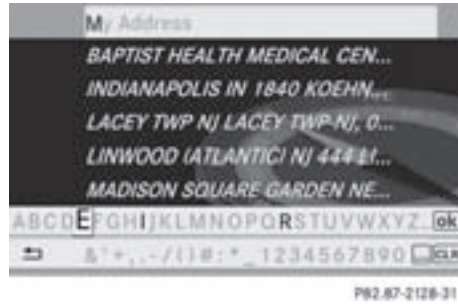 My Address
BAPTIST HEALTH MEDICAL CEN...
INDIANAPOLIS IN 1840 KOEHN...
LACEY TWP NJ LACEY TWP NJ, 0...
LINWOOD (ATLANTIC) NJ 444
MADISON SQUARE GARDEN NE...
ABCDEFGHIJKLMNOPQRSTUVWXYZ ok
&'+,.-/()#:*_1234567890 CLR
P82.87-2128-31